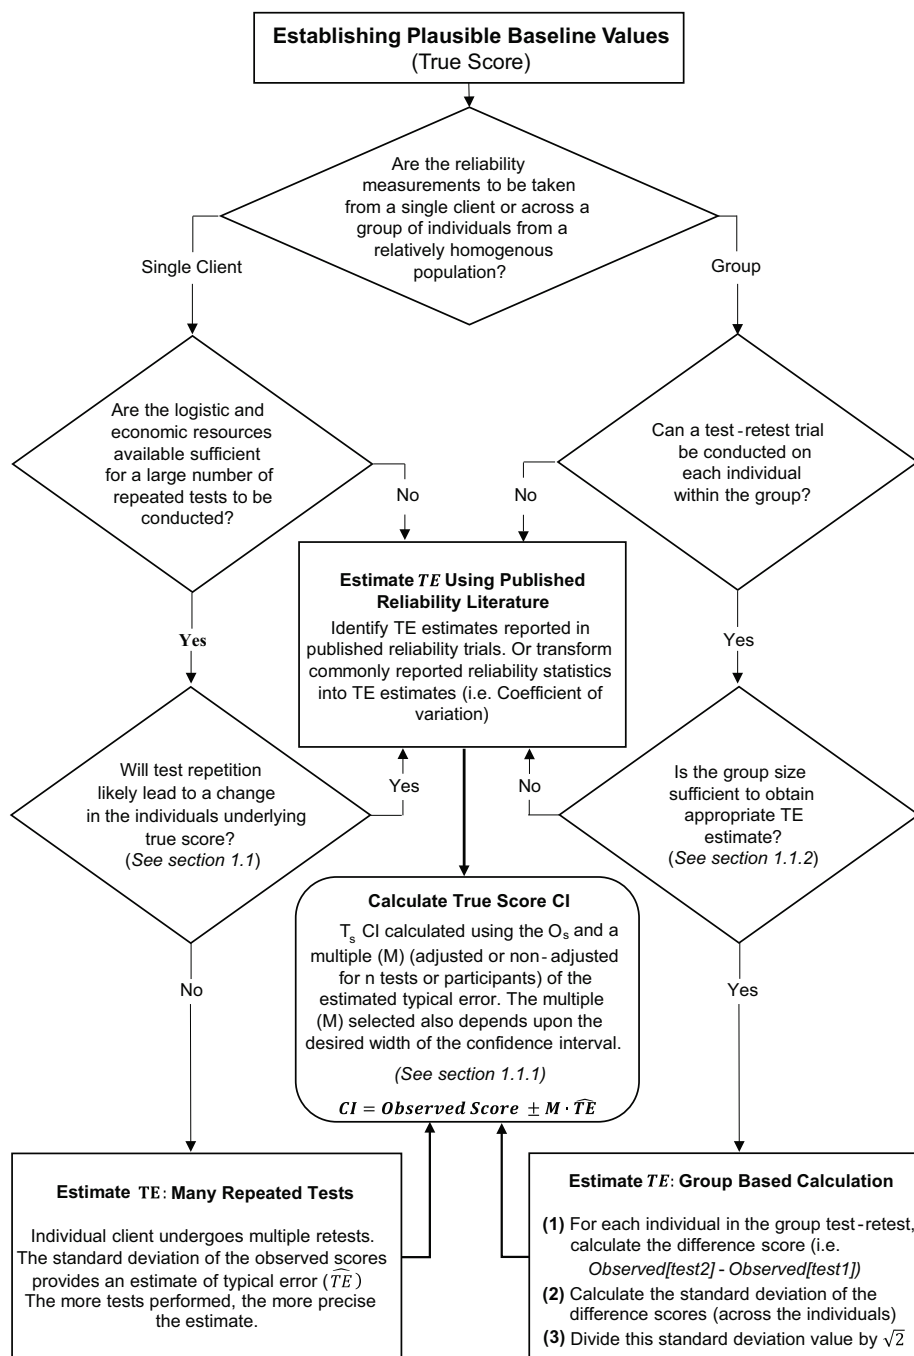 Establishing Plausible Baseline Values
(True Score)
Are the reliability
measurements to be taken
from a single client or across a
group of individuals from a
relatively homogenous
population?
Single Client
Group
Are the logistic and
economic resources
available sufficient
for a large number of
repeated tests to be
conducted?
Can a test-retest trial
be conducted on
each individual
within the group?
No
No
Estimate TE Using Published
Reliability Literature
Identify TE estimates reported in
published reliability trials. Or transform
commonly reported reliability statistics
into TE estimates (i.e. Coefficient of
variation)
Yes
Yes
Will test repetition
likely lead to a change
in the individuals underlying
true score?
(See section 1.1)
Yes
No
Is the group size
sufficient to obtain
appropriate TE
estimate?
(See section 1.1.2)
Calculate True Score CI
Ts CI calculated using the Os and a
multiple (M) (adjusted or non-adjusted
for n tests or participants) of the
estimated typical error. The multiple
(M) selected also depends upon the
desired width of the confidence interval.
(See section 1.1.1)
CI = Observed Score ± M · T̂E
No
Yes
Estimate TE: Many Repeated Tests
Individual client undergoes multiple retests.
The standard deviation of the observed scores
provides an estimate of typical error (T̂E)
The more tests performed, the more precise
the estimate.
Estimate TE: Group Based Calculation
(1) For each individual in the group test-retest,
calculate the difference score (i.e.
Observed[test2] - Observed[test1])
(2) Calculate the standard deviation of the
difference scores (across the individuals)
(3) Divide this standard deviation value by √2